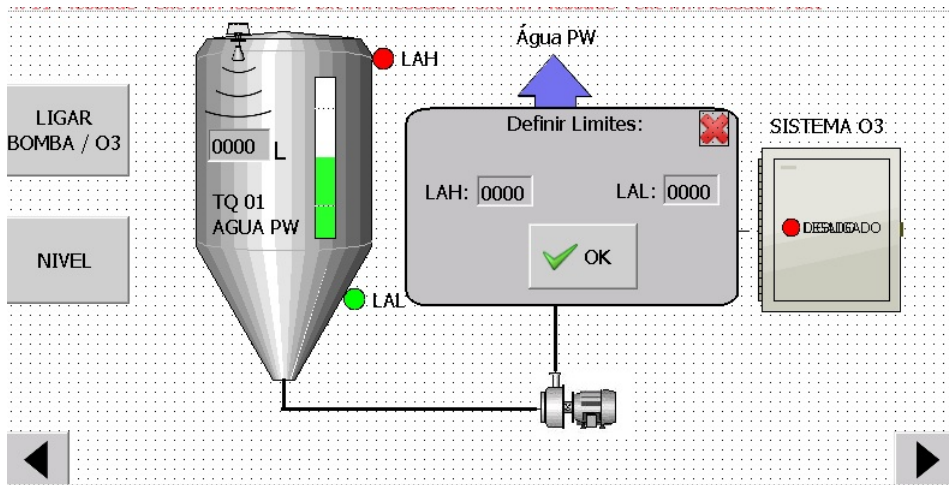 Água PW
LAH
LIGAR
BOMBA / O3
Definir Limites:
SISTEMA O3
0000 L
LAH: 0000
LAL: 0000
TQ 01
AGUA PW
OK
NIVEL
LAL